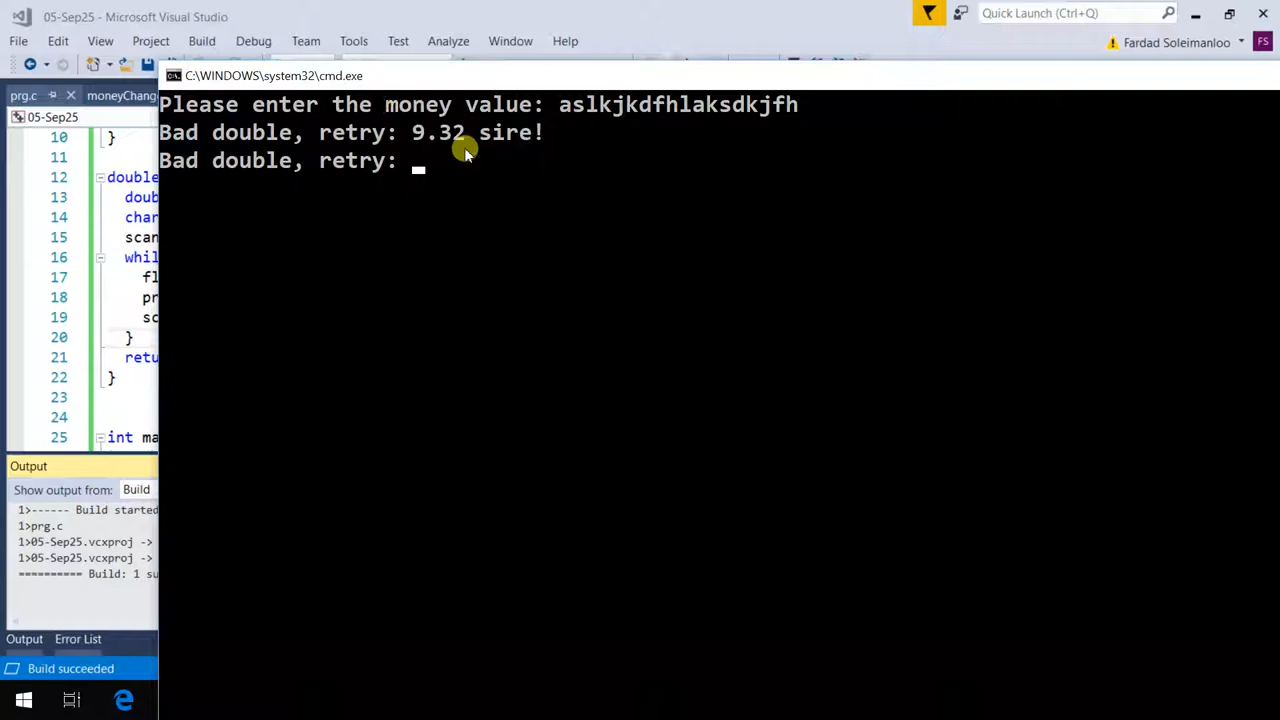 05-Sep25 - Microsoft Visual Studio
Quick Launch (Ctrl+Q)
File Edit View Project Build Debug Team Tools Test Analyze Window Help
Fardad Soleimanloo FS
C:\WINDOWS\system32\cmd.exe
prg.c moneyChang
05-Sep25
Please enter the money value: aslkjkdfhlaksdkjfh
Bad double, retry: 9.32 sire!
Bad double, retry:
10 }
11
12 double
13 doub
14 char
15 scan
16 whil
17 fl
18 pr
19 sc
20 }
21 retu
22 }
23
24
25 int ma
Output
Show output from: Build
1>------ Build started
1>prg.c
1>05-Sep25.vcxproj ->
1>05-Sep25.vcxproj ->
========== Build: 1 su
Output Error List
Build succeeded